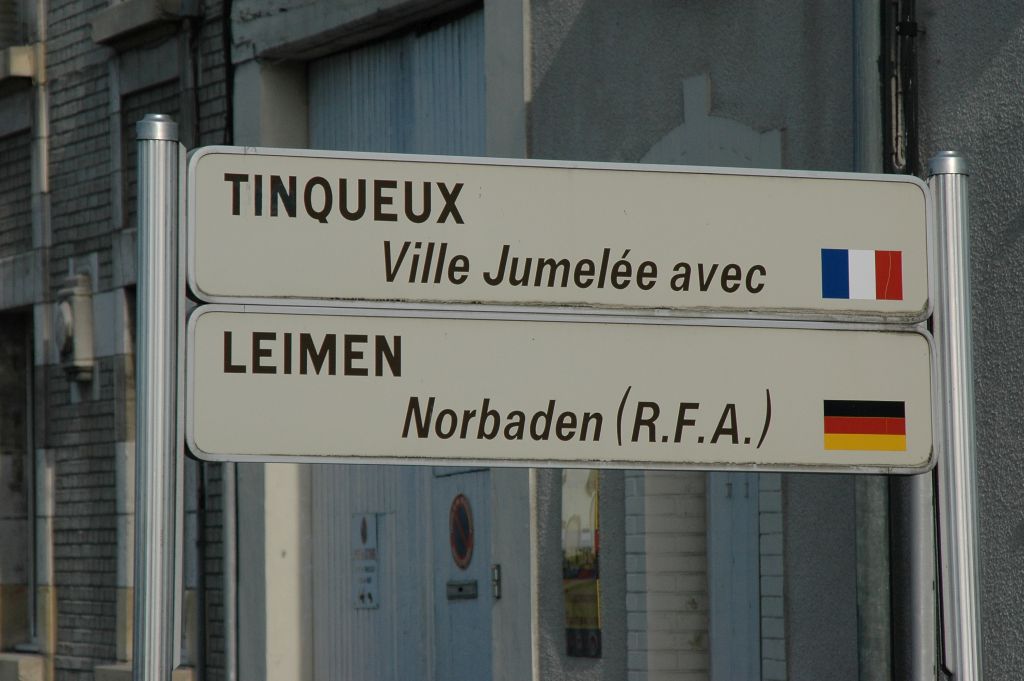 TINQUEUX
Ville Jumelée avec
LEIMEN
Norbaden (R.F.A.)